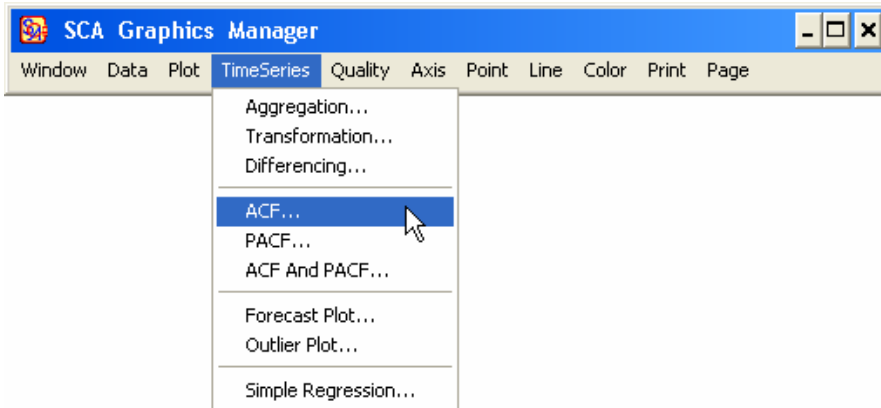 SCA Graphics Manager
Window Data Plot TimeSeries Quality Axis Point Line Color Print Page
Aggregation...
Transformation...
Differencing...
ACF...
PACF...
ACF And PACF...
Forecast Plot...
Outlier Plot...
Simple Regression...